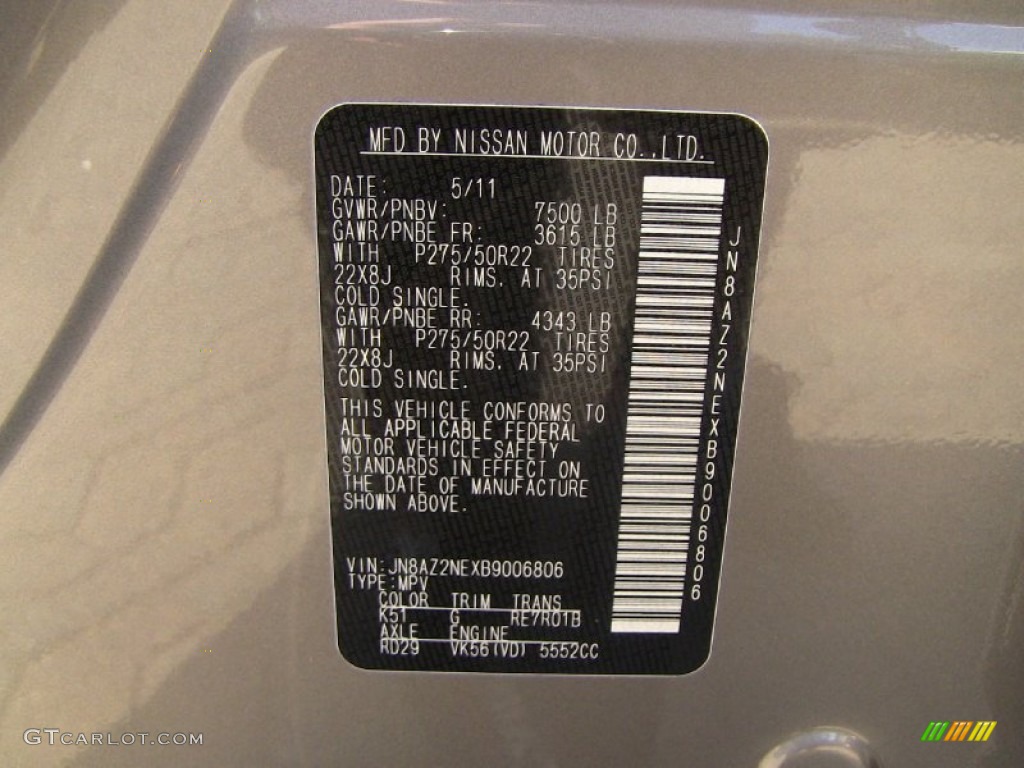 MFD BY NISSAN MOTOR CO.,LTD.
DATE: 5/11
GVWR/PNBV: 7500 LB
GAWR/PNBE FR: 3615 LB
WITH P275/50R22 TIRES
22X8J RIMS. AT 35PSI
COLD SINGLE.
GAWR/PNBE RR: 4343 LB
WITH P275/50R22 TIRES
22X8J RIMS. AT 35PSI
COLD SINGLE.
THIS VEHICLE CONFORMS TO
ALL APPLICABLE FEDERAL
MOTOR VEHICLE SAFETY
STANDARDS IN EFFECT ON
THE DATE OF MANUFACTURE
SHOWN ABOVE.
VIN:JN8AZ2NEXB9006806
TYPE:MPV
COLOR TRIM TRANS
K51 G RE7R01B
AXLE ENGINE
RD29 VK56(VD) 5552CC
JN8AZ2NEXB9006806
GTCARLOT.COM